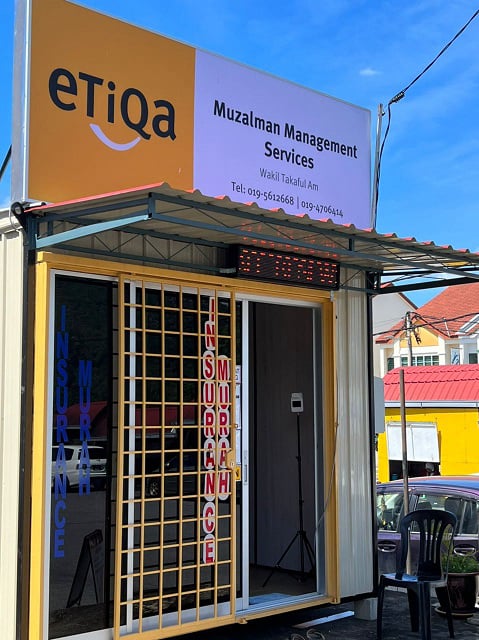 eTiQa
Muzalman Management
Services
Wakil Takaful Am
Tel: 019-5612668 | 019-4706414
INSURANCE
MURAH
INSURANCE
MURAH